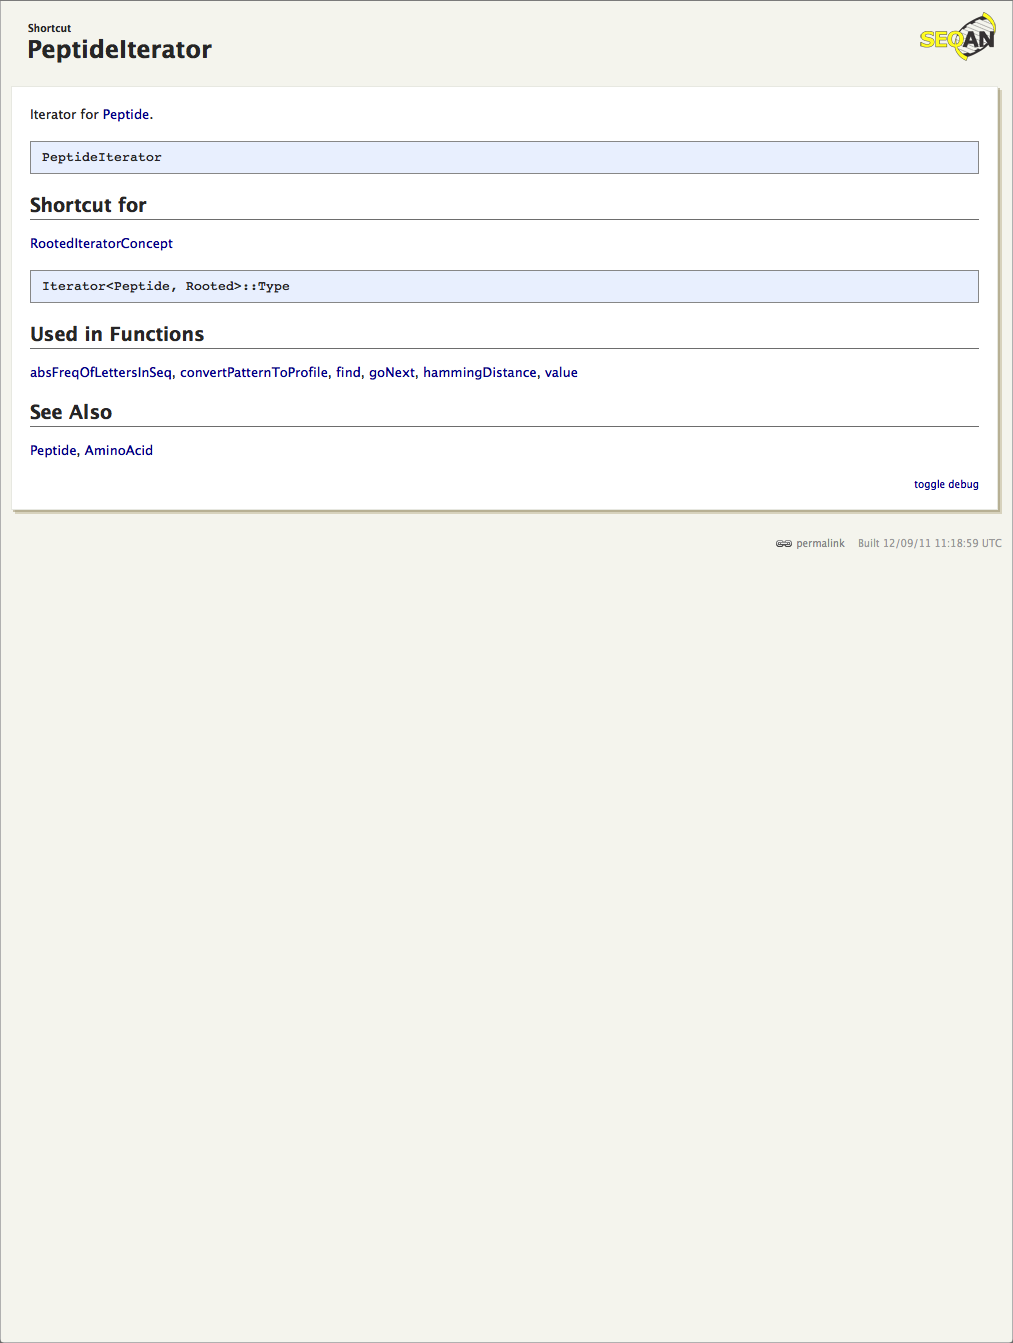 Shortcut
PeptideIterator
SEQAN
Iterator for Peptide.
PeptideIterator
Shortcut for
RootedIteratorConcept
Iterator<Peptide, Rooted>::Type
Used in Functions
absFreqOfLettersInSeq, convertPatternToProfile, find, goNext, hammingDistance, value
See Also
Peptide, AminoAcid
toggle debug
permalink Built 12/09/11 11:18:59 UTC